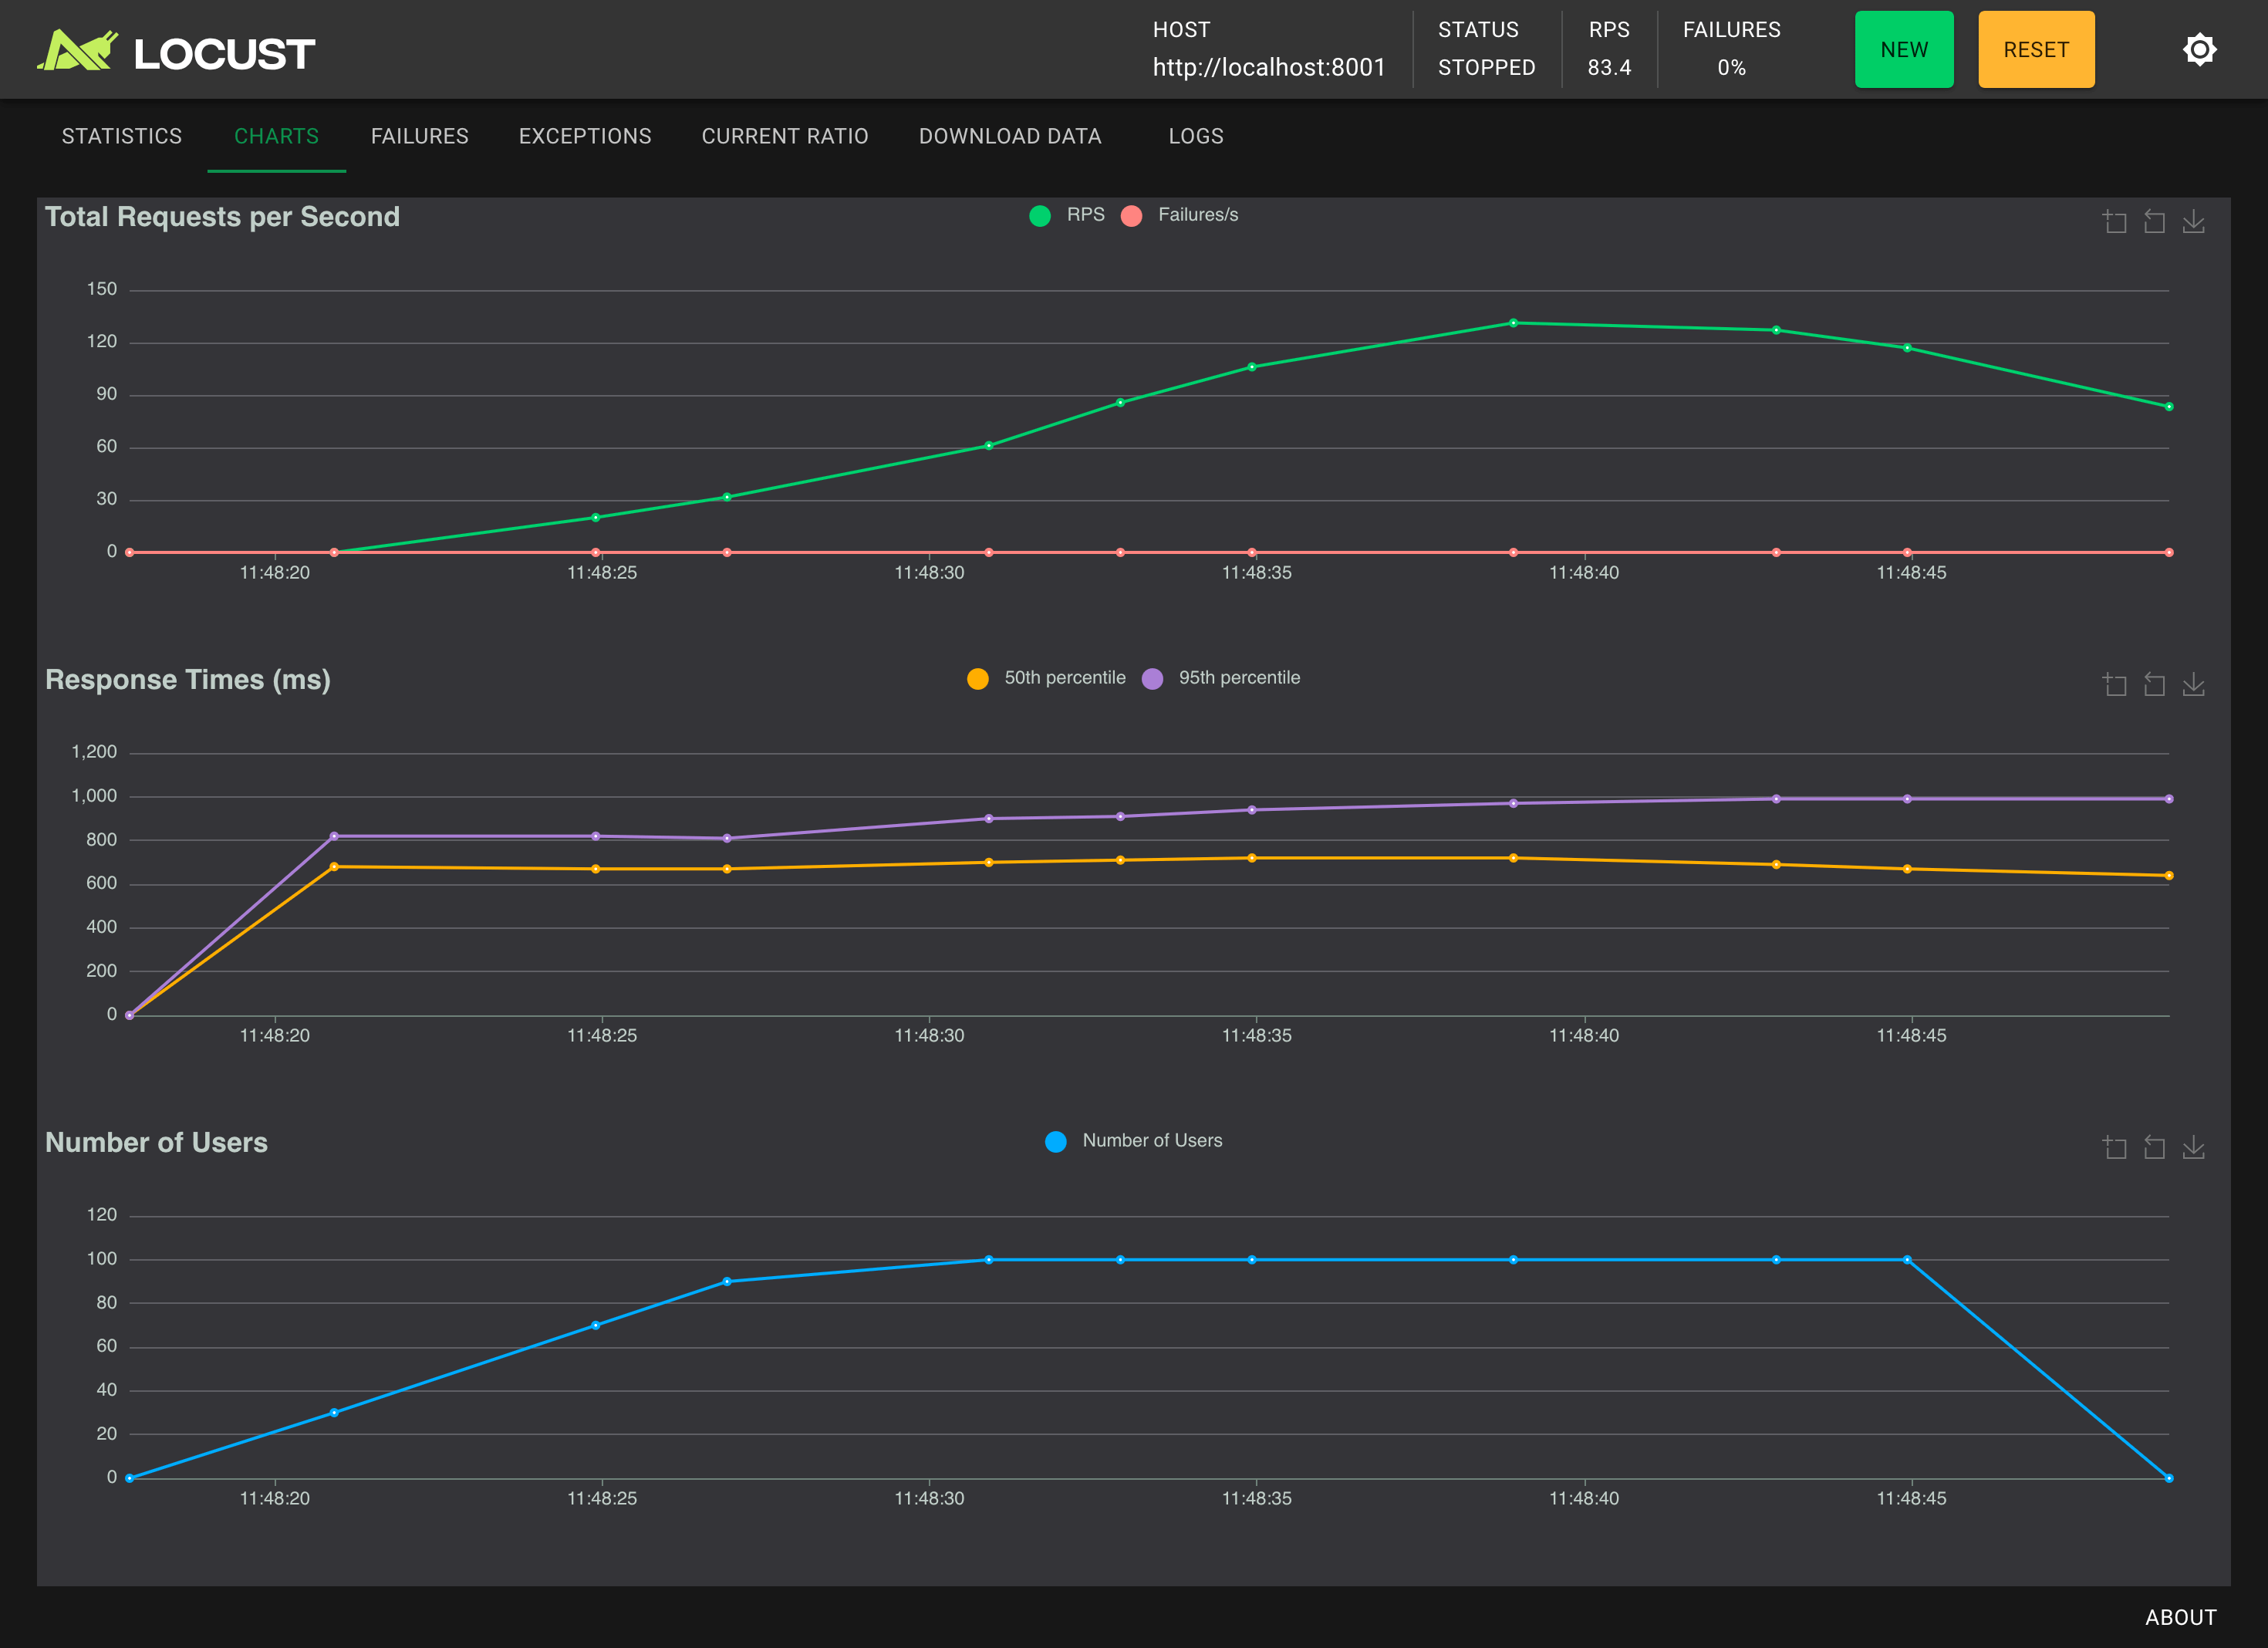 LOCUST
HOST
http://localhost:8001
STATUS
STOPPED
RPS
83.4
FAILURES
0%
NEW
RESET
STATISTICS CHARTS FAILURES EXCEPTIONS CURRENT RATIO DOWNLOAD DATA LOGS
Total Requests per Second
RPS Failures/s
150
120
90
60
30
0
11:48:20 11:48:25 11:48:30 11:48:35 11:48:40 11:48:45
Response Times (ms)
50th percentile 95th percentile
1,200
1,000
800
600
400
200
0
11:48:20 11:48:25 11:48:30 11:48:35 11:48:40 11:48:45
Number of Users
Number of Users
120
100
80
60
40
20
0
11:48:20 11:48:25 11:48:30 11:48:35 11:48:40 11:48:45
ABOUT